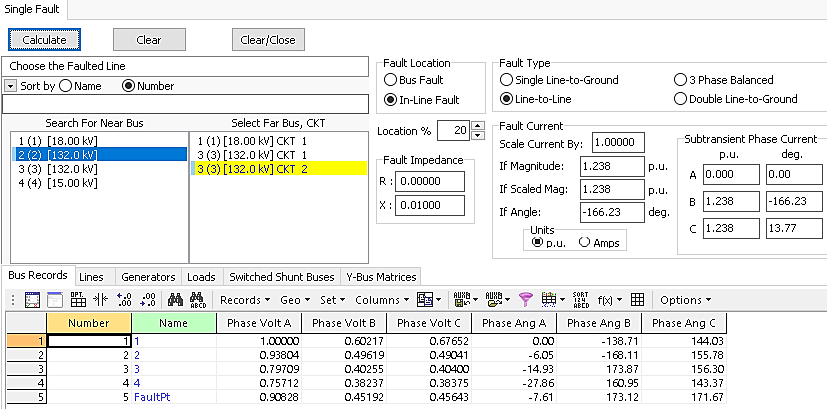 Single Fault
Calculate Clear Clear/Close
Choose the Faulted Line
Sort by Name Number
Search For Near Bus Select Far Bus, CKT
1 (1) [18.00 kV] 1 (1) [18.00 kV] CKT 1
2 (2) [132.0 kV] 3 (3) [132.0 kV] CKT 1
3 (3) [132.0 kV] 3 (3) [132.0 kV] CKT 2
4 (4) [15.00 kV]
Fault Location
Bus Fault
In-Line Fault
Location % 20
Fault Impedance
R : 0.00000
X : 0.01000
Fault Type
Single Line-to-Ground 3 Phase Balanced
Line-to-Line Double Line-to-Ground
Fault Current
Scale Current By: 1.00000
If Magnitude: 1.238 p.u.
If Scaled Mag: 1.238 p.u.
If Angle: -166.23 deg.
Units
p.u. Amps
Subtransient Phase Current
p.u. deg.
A 0.000 0.00
B 1.238 -166.23
C 1.238 13.77
Bus Records Lines Generators Loads Switched Shunt Buses Y-Bus Matrices
Records Geo Set Columns Options
Number Name Phase Volt A Phase Volt B Phase Volt C Phase Ang A Phase Ang B Phase Ang C
1 1 1 1.00000 0.60217 0.67652 0.00 -138.71 144.03
2 2 2 0.93804 0.49619 0.49041 -6.05 -168.11 155.78
3 3 3 0.79709 0.40255 0.40400 -14.93 173.87 156.30
4 4 4 0.75712 0.38237 0.38375 -27.86 160.95 143.37
5 5 FaultPt 0.90828 0.45192 0.45643 -7.61 173.12 171.67